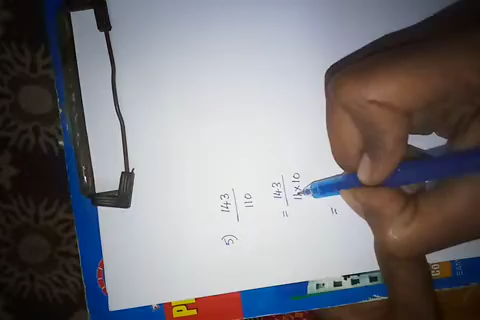 5) 143/110
= 143/11×10
=